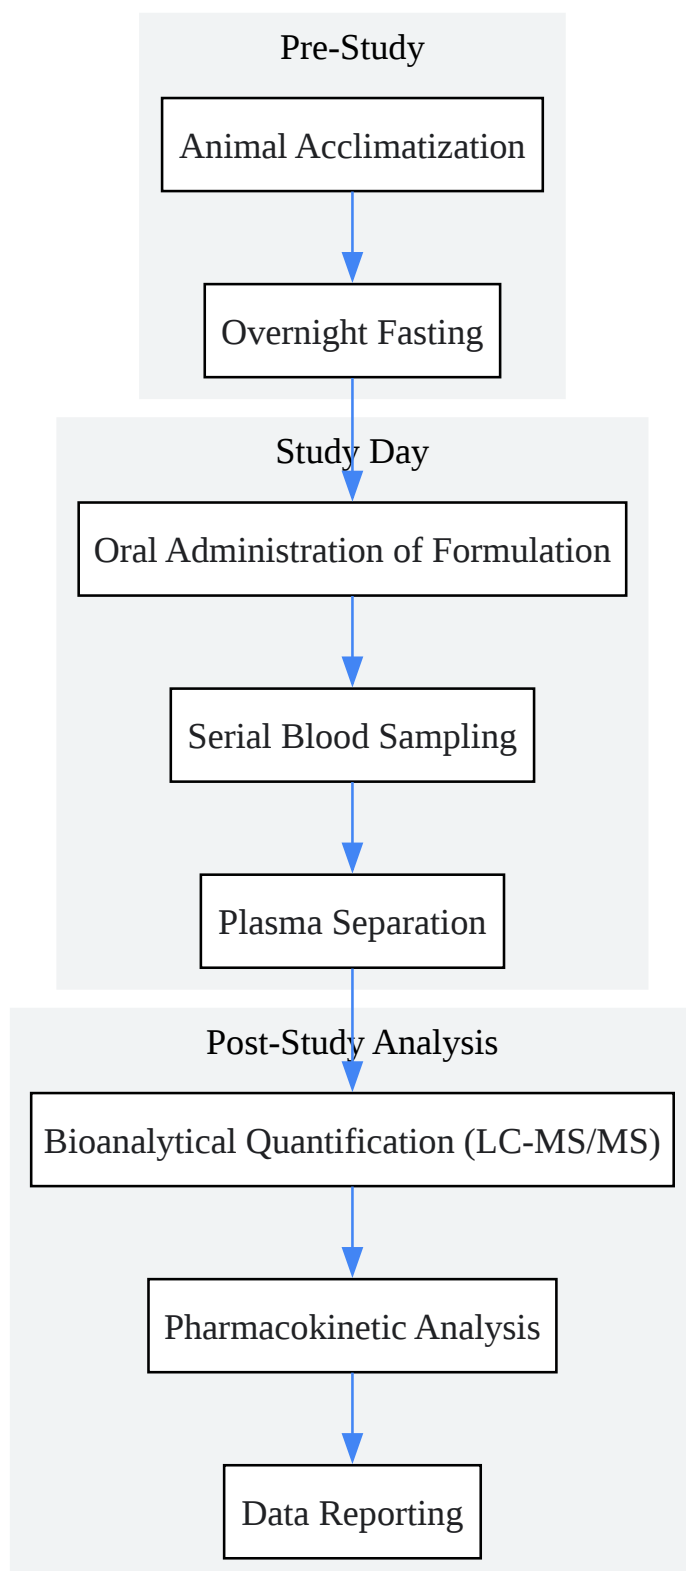 Pre-Study
Animal Acclimatization
Overnight Fasting
Study Day
Oral Administration of Formulation
Serial Blood Sampling
Plasma Separation
Post-Study Analysis
Bioanalytical Quantification (LC-MS/MS)
Pharmacokinetic Analysis
Data Reporting